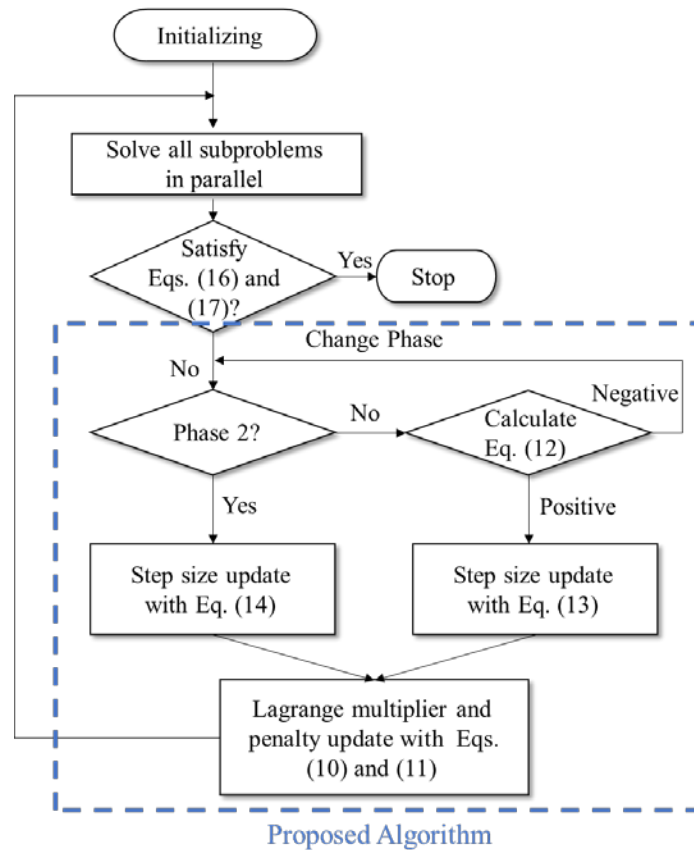 Initializing
Solve all subproblems
in parallel
Satisfy
Eqs. (16) and
(17)?
Yes
Stop
Change Phase
No
Negative
Phase 2?
No
Calculate
Eq. (12)
Yes
Positive
Step size update
with Eq. (14)
Step size update
with Eq. (13)
Lagrange multiplier and
penalty update with Eqs.
(10) and (11)
Proposed Algorithm